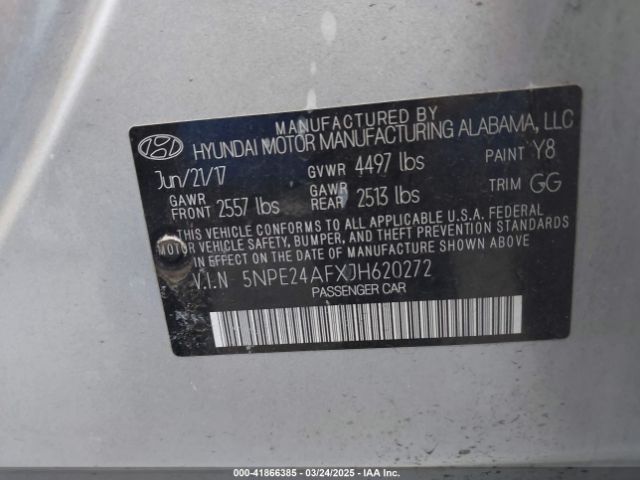 MANUFACTURED BY
HYUNDAI MOTOR MANUFACTURING ALABAMA, LLC
Jun/21/17 GVWR 4497 lbs PAINT Y8
GAWR FRONT 2557 lbs GAWR REAR 2513 lbs TRIM GG
THIS VEHICLE CONFORMS TO ALL APPLICABLE U.S.A. FEDERAL
MOTOR VEHICLE SAFETY, BUMPER, AND THEFT PREVENTION
STANDARDS IN EFFECT ON THE DATE OF MANUFACTURE SHOWN ABOVE.
V.I.N 5NPE24AFXJH620272
PASSENGER CAR
000-41866385 - 03/24/2025 - IAA Inc.